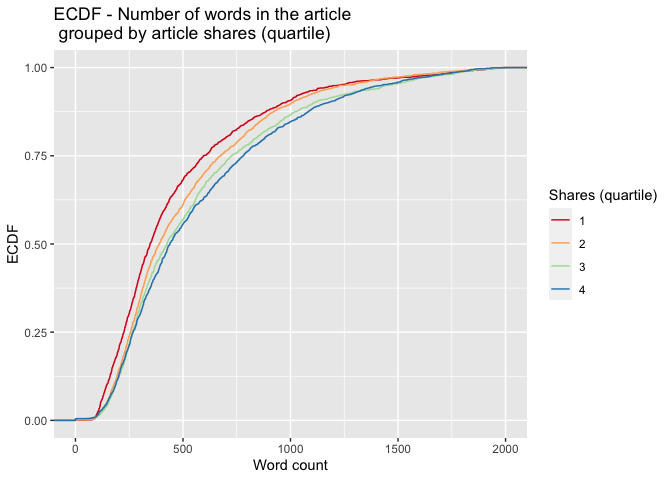 ECDF - Number of words in the article
grouped by article shares (quartile)
1.00
0.75
0.50
0.25
0.00
ECDF
0
500
1000
1500
2000
Word count
Shares (quartile)
1
2
3
4